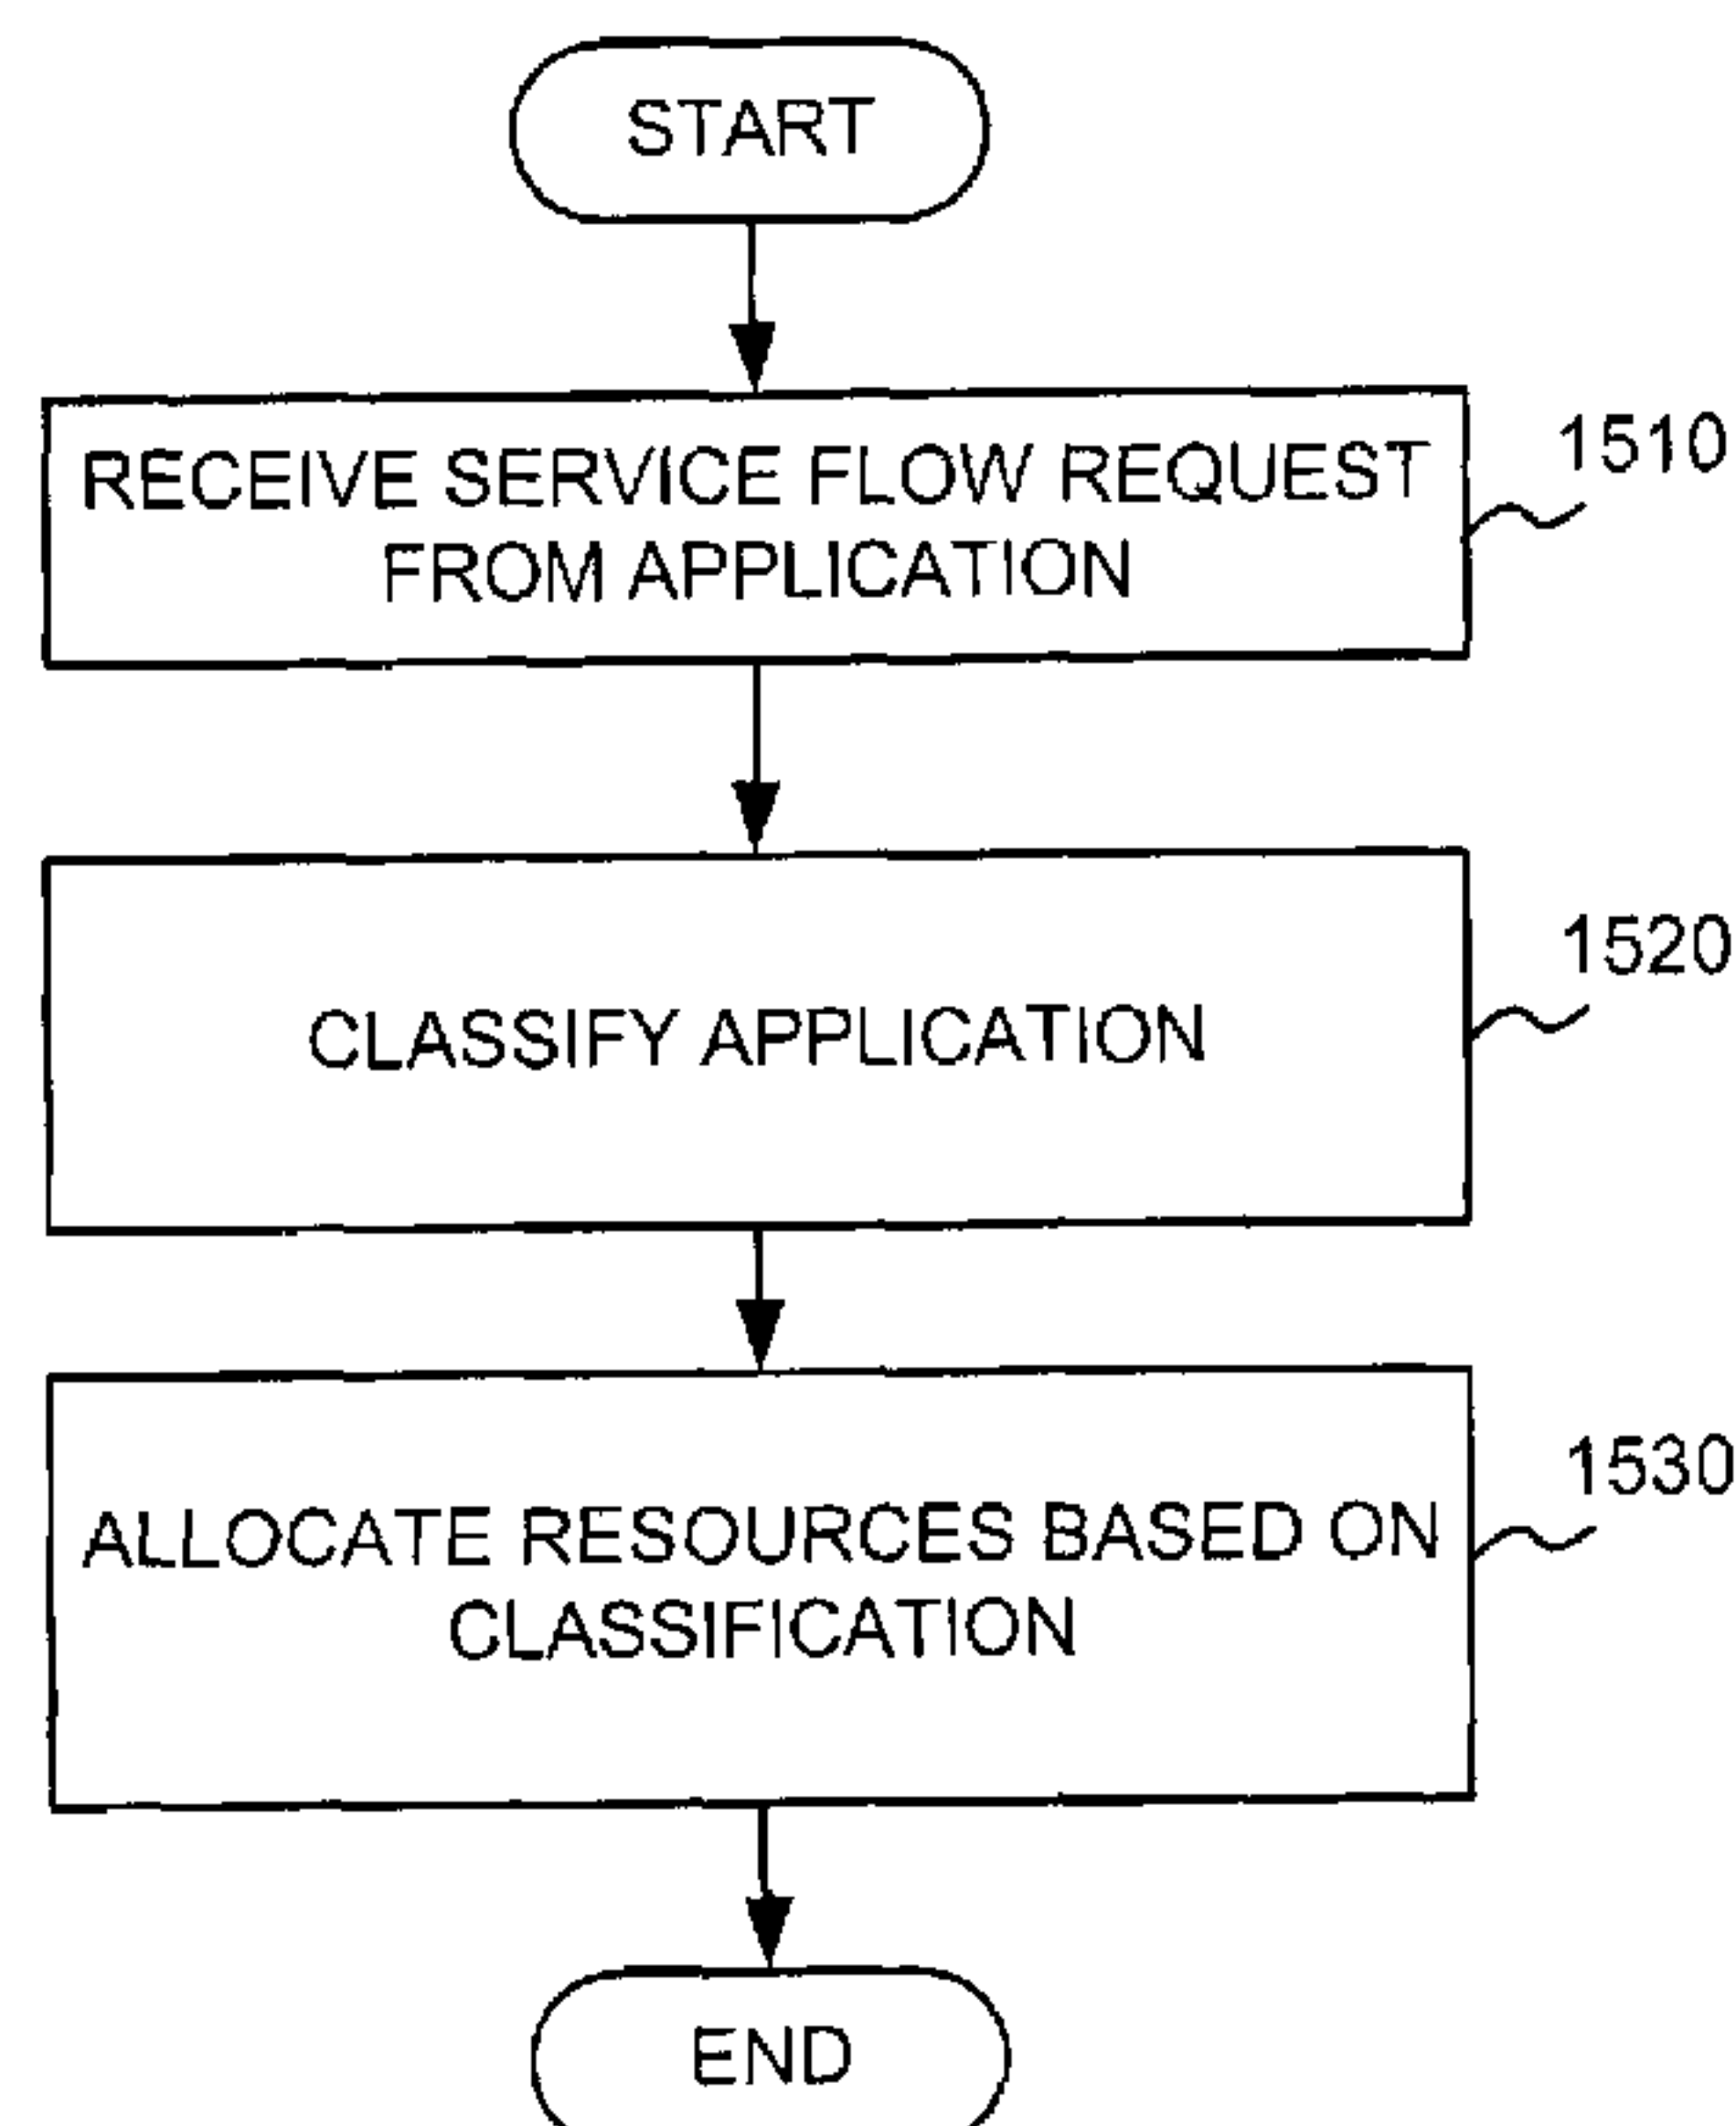 START
RECEIVE SERVICE FLOW REQUEST
FROM APPLICATION
1510
CLASSIFY APPLICATION
1520
ALLOCATE RESOURCES BASED ON
CLASSIFICATION
1530
END